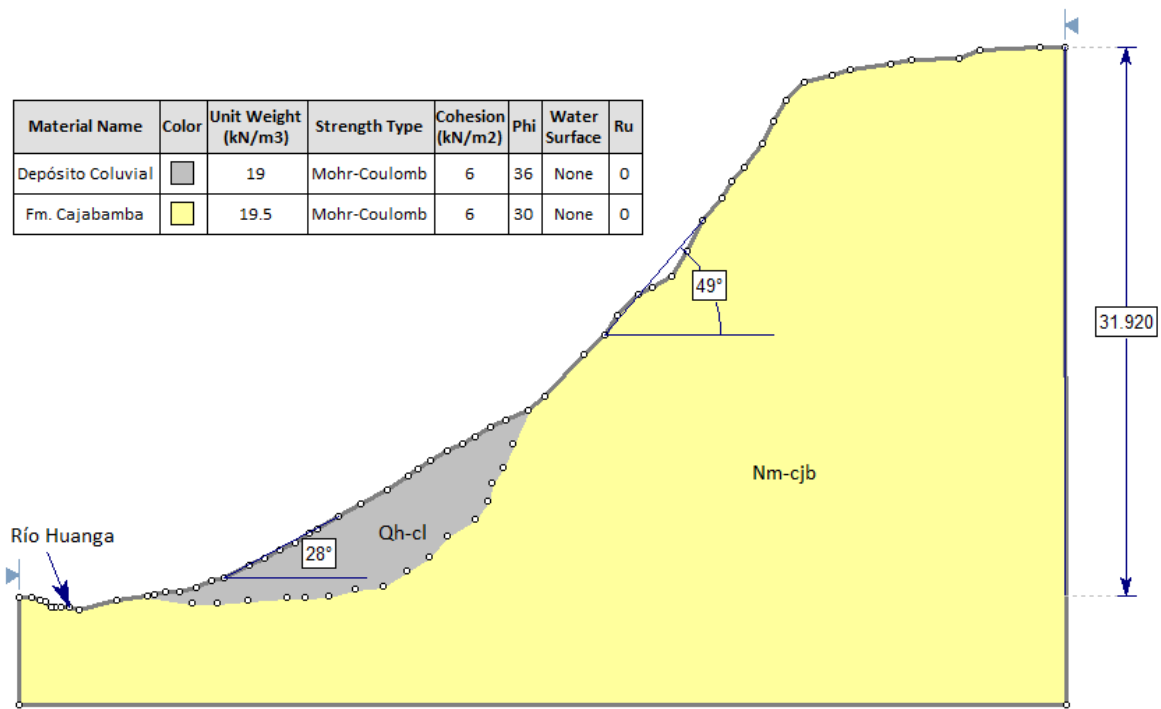 Material Name Color Unit Weight (kN/m3) Strength Type Cohesion (kN/m2) Phi Water Surface Ru
Depósito Coluvial 19 Mohr-Coulomb 6 36 None 0
Fm. Cajabamba 19.5 Mohr-Coulomb 6 30 None 0
49°
31.920
Nm-cjb
Río Huanga
Qh-cl
28°